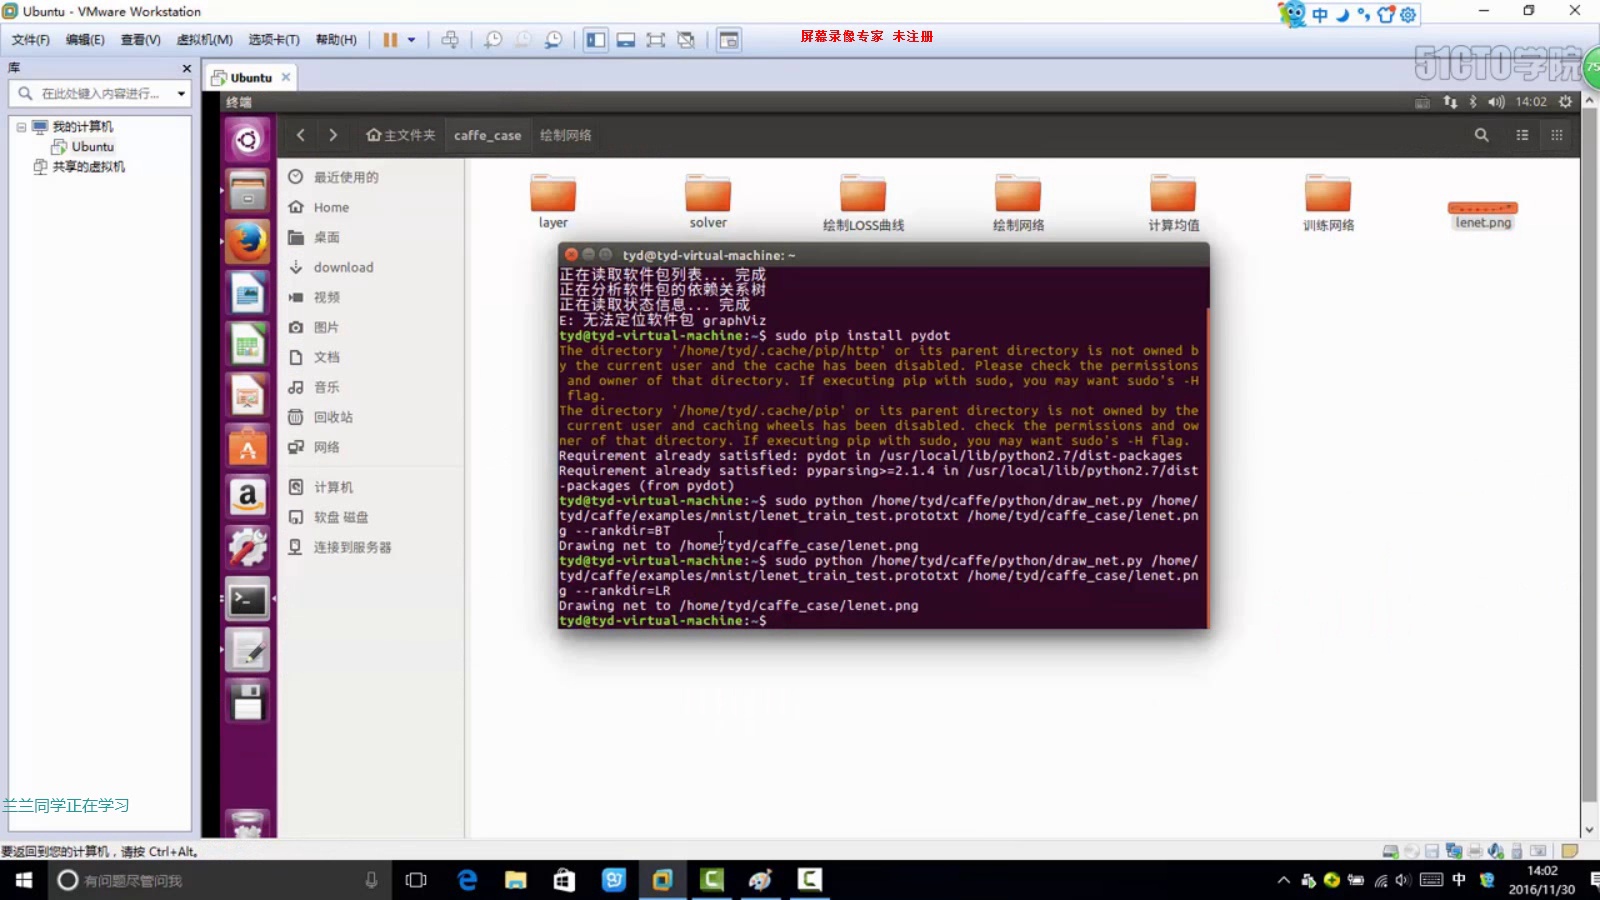 Ubuntu - VMware Workstation
文件(F) 编辑(E) 查看(V) 虚拟机(M) 选项卡(T) 帮助(H)
屏幕录像专家 未注册
中
51CTO学院
75
库
在此处键入内容进行...
我的计算机
Ubuntu
共享的虚拟机
Ubuntu
终端
14:02
主文件夹 caffe_case 绘制网络
最近使用的
Home
桌面
download
视频
图片
文档
音乐
回收站
网络
计算机
软盘 磁盘
连接到服务器
layer
solver
绘制LOSS曲线
绘制网络
计算均值
训练网络
lenet.png
tyd@tyd-virtual-machine: ~
正在读取软件包列表... 完成
正在分析软件包的依赖关系树
正在读取状态信息... 完成
E: 无法定位软件包 graphViz
tyd@tyd-virtual-machine:~$ sudo pip install pydot
The directory '/home/tyd/.cache/pip/http' or its parent directory is not owned b
y the current user and the cache has been disabled. Please check the permissions
and owner of that directory. If executing pip with sudo, you may want sudo's -H
flag.
The directory '/home/tyd/.cache/pip' or its parent directory is not owned by the
current user and caching wheels has been disabled. check the permissions and ow
ner of that directory. If executing pip with sudo, you may want sudo's -H flag.
Requirement already satisfied: pydot in /usr/local/lib/python2.7/dist-packages
Requirement already satisfied: pyparsing>=2.1.4 in /usr/local/lib/python2.7/dist
-packages (from pydot)
tyd@tyd-virtual-machine:~$ sudo python /home/tyd/caffe/python/draw_net.py /home/
tyd/caffe/examples/mnist/lenet_train_test.prototxt /home/tyd/caffe_case/lenet.pn
g --rankdir=BT
Drawing net to /home/tyd/caffe_case/lenet.png
tyd@tyd-virtual-machine:~$ sudo python /home/tyd/caffe/python/draw_net.py /home/
tyd/caffe/examples/mnist/lenet_train_test.prototxt /home/tyd/caffe_case/lenet.pn
g --rankdir=LR
Drawing net to /home/tyd/caffe_case/lenet.png
tyd@tyd-virtual-machine:~$
兰兰同学正在学习
要返回到您的计算机，请按 Ctrl+Alt。
有问题尽管问我
中
14:02
2016/11/30